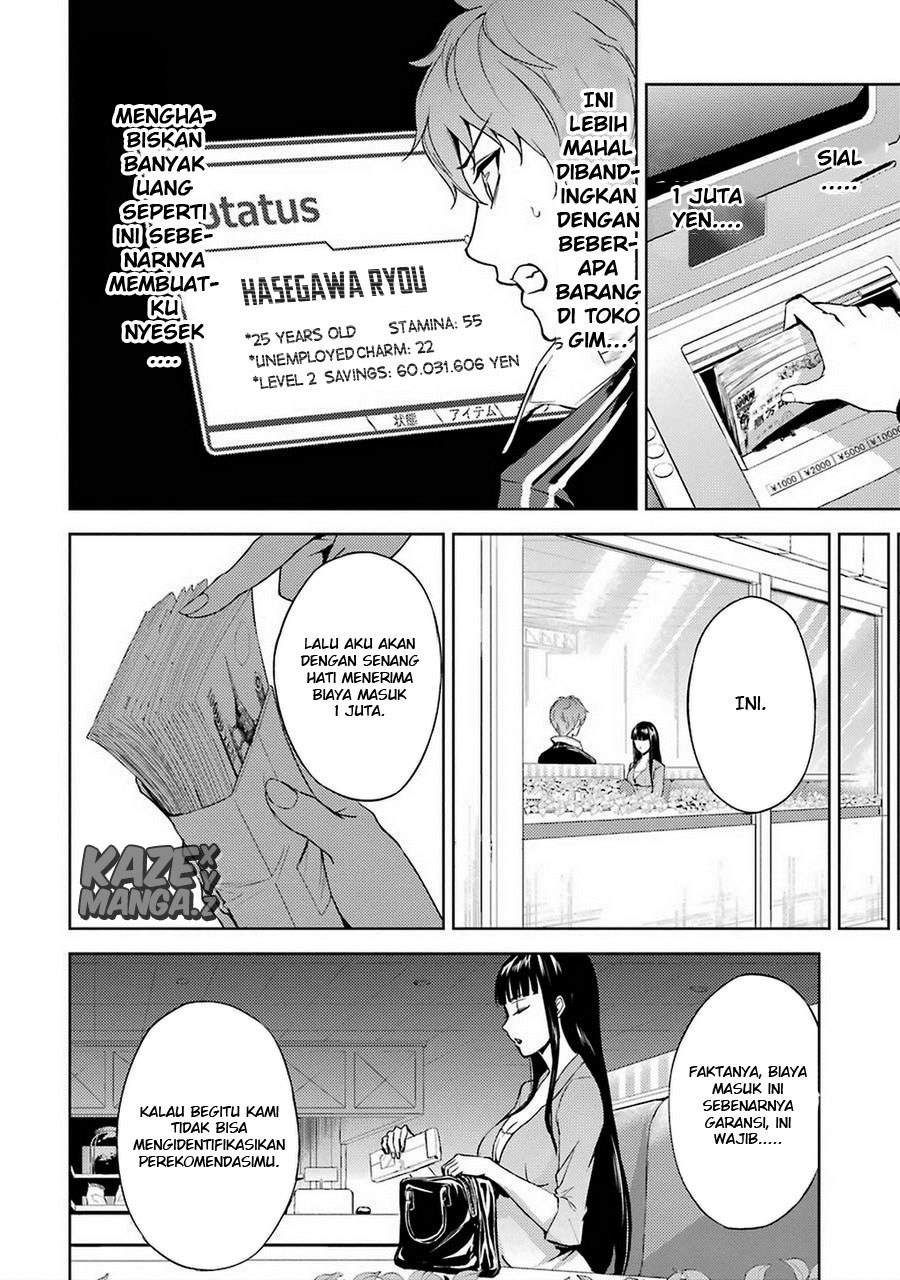 SIAL
.....
1 JUTA
YEN....
¥1000
¥2000
¥5000
¥10000
INI
LEBIH
MAHAL
DIBAND-
INGKAN
DENGAN
BEBER-
APA
BARANG
DI TOKO
GIM...
MENGHA-
BISKAN
BANYAK
UANG
SEPERTI
INI SEBE-
NARNYA
MEMBUAT-
KU
NYESEK
....
Status
HASEGAWA RYOU
*25 YEARS OLD STAMINA: 55
*UNEMPLOYED CHARM: 22
*LEVEL 2 SAVINGS: 60.031.606 YEN
状態 アイテム
INI.
LALU AKU AKAN
DENGAN SENANG
HATI MENERIMA
BIAYA MASUK
1 JUTA.
KAZE
MANGA.
XYZ
FAKTANYA, BIAYA
MASUK INI
SEBENARNYA
GARANSI, INI
WAJIB.....
KALAU BEGITU KAMI
TIDAK BISA
MENGIDENTIFIKASIKAN
PEREKOMENDASIMU.